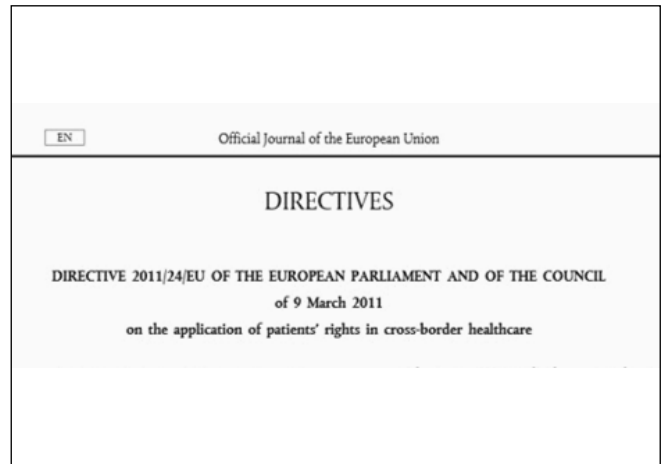 EN
Official Journal of the European Union
DIRECTIVES
DIRECTIVE 2011/24/EU OF THE EUROPEAN PARLIAMENT AND OF THE COUNCIL
of 9 March 2011
on the application of patients' rights in cross-border healthcare